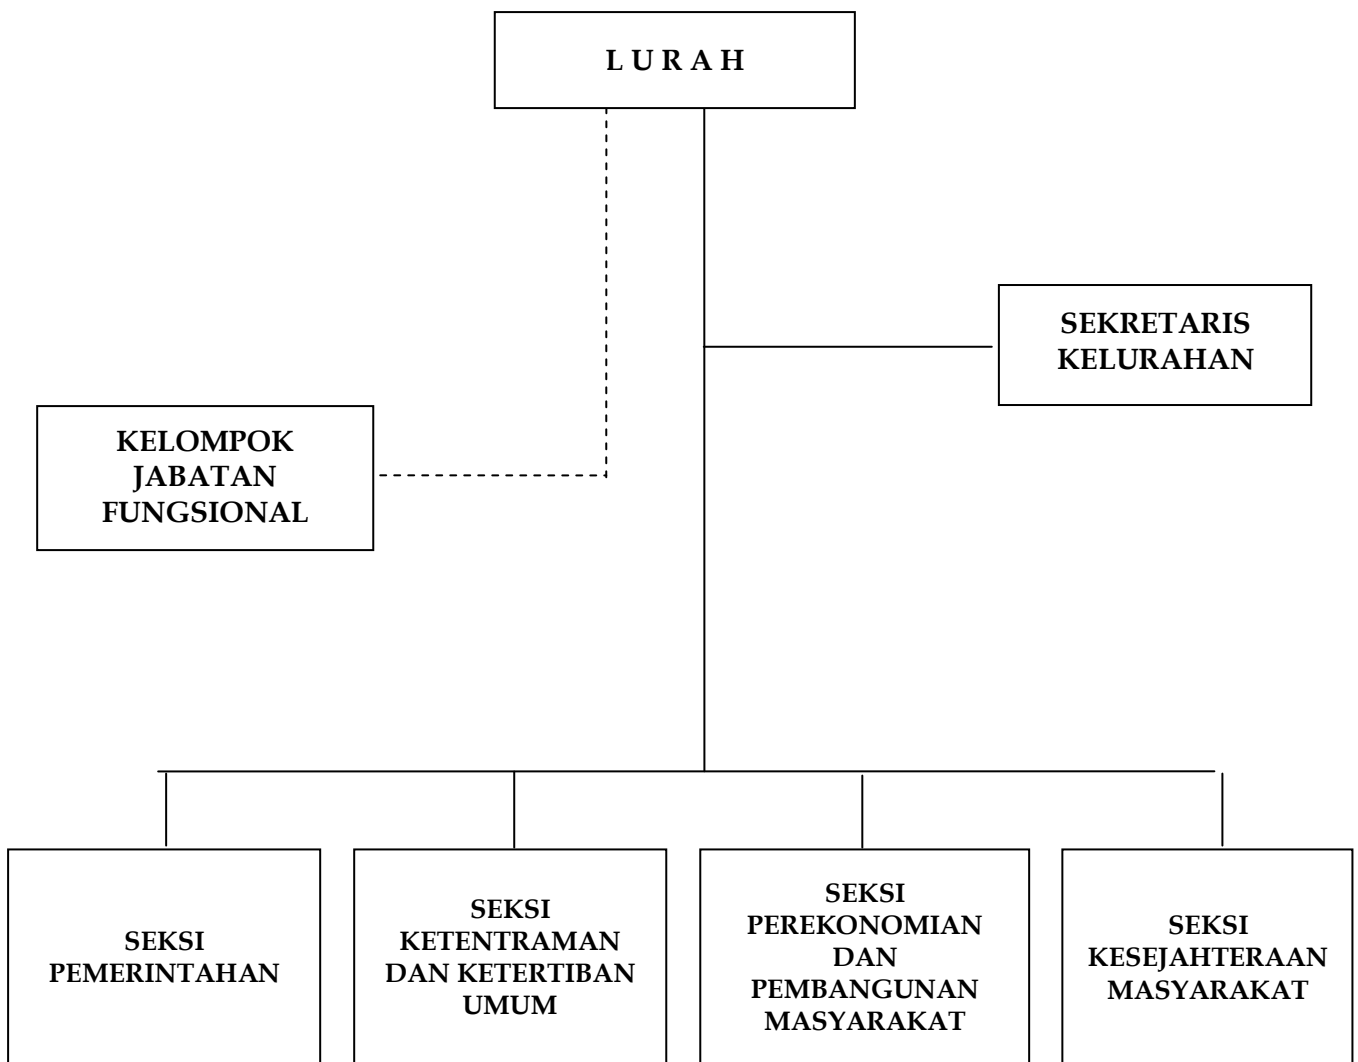 L U R A H
SEKRETARIS
KELURAHAN
KELOMPOK
JABATAN
FUNGSIONAL
SEKSI
PEMERINTAHAN
SEKSI
KETENTRAMAN
DAN KETERTIBAN
UMUM
SEKSI
PEREKONOMIAN
DAN
PEMBANGUNAN
MASYARAKAT
SEKSI
KESEJAHTERAAN
MASYARAKAT